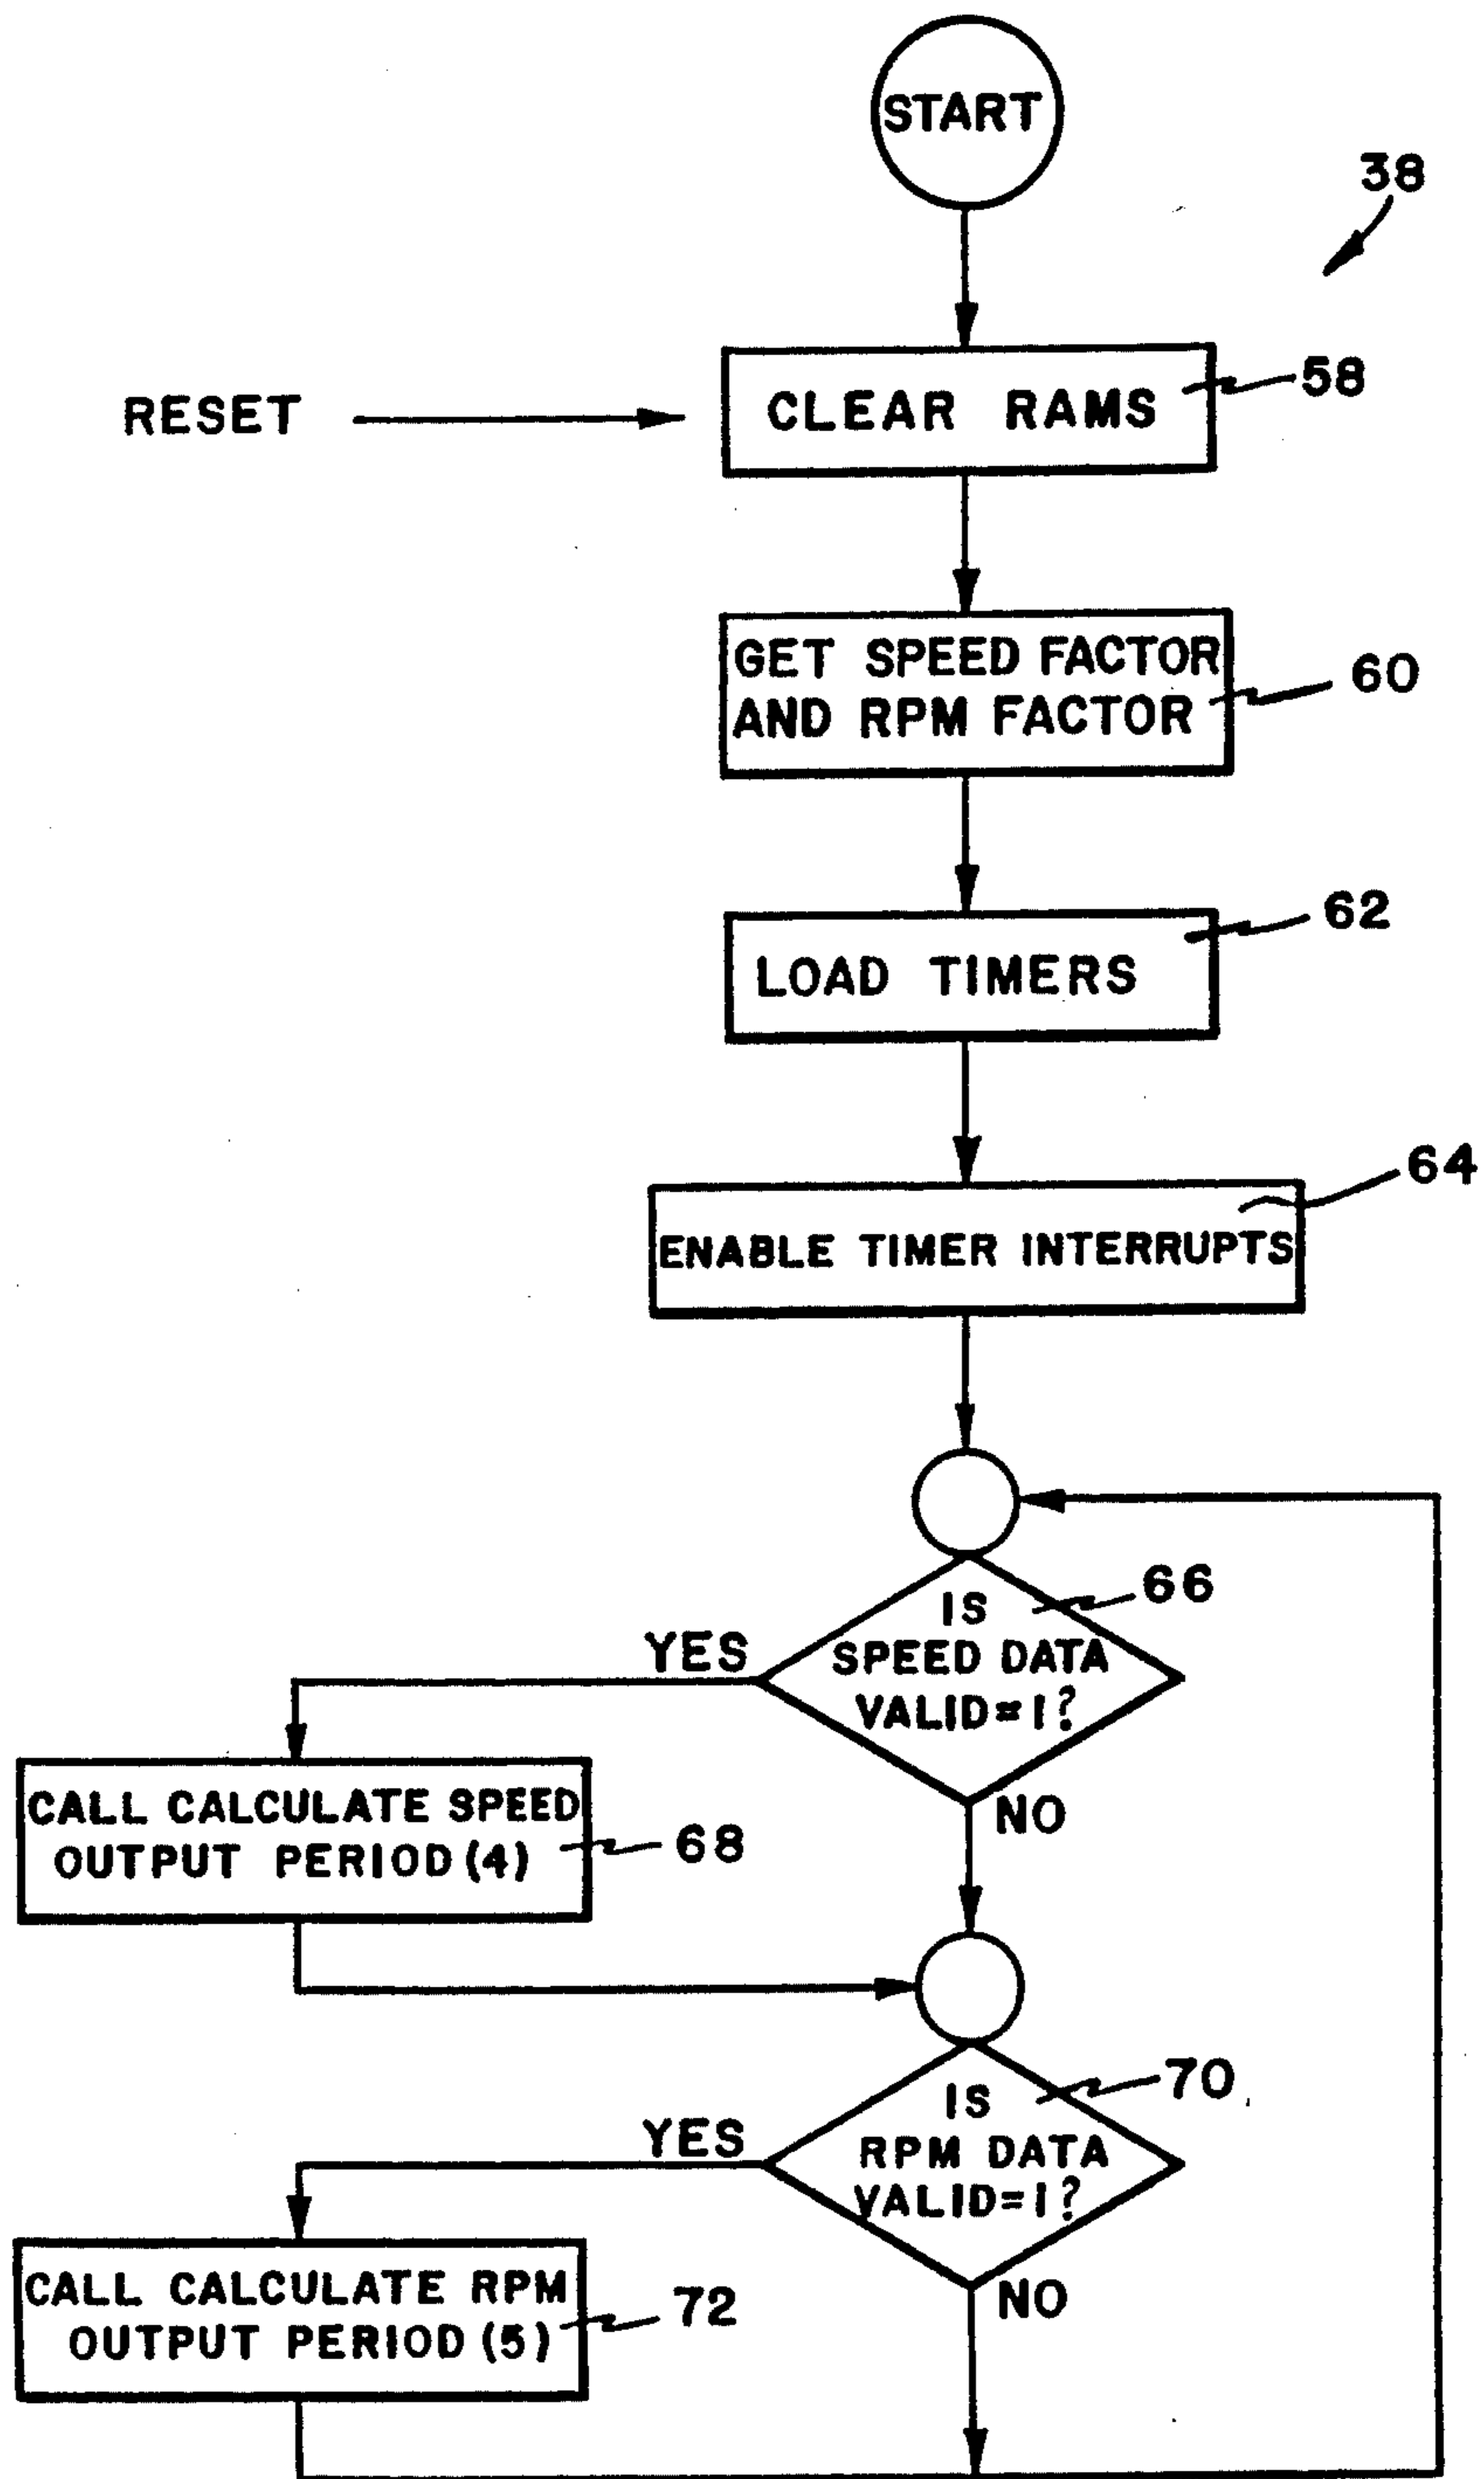 START
38
RESET
CLEAR RAMS
58
GET SPEED FACTOR
AND RPM FACTOR
60
LOAD TIMERS
62
ENABLE TIMER INTERRUPTS
64
IS
SPEED DATA
VALID=1?
66
YES
NO
CALL CALCULATE SPEED
OUTPUT PERIOD (4)
68
IS
RPM DATA
VALID=1?
70
YES
NO
CALL CALCULATE RPM
OUTPUT PERIOD (5)
72